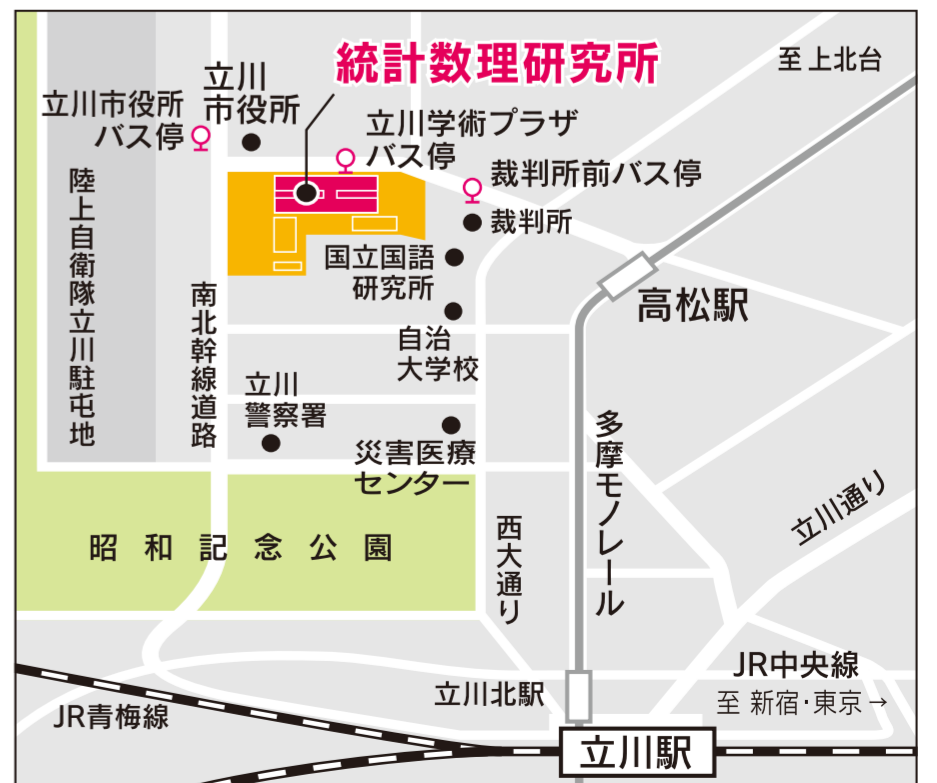 統計数理研究所
至 上北台
立川
市役所
立川市役所
バス停
立川学術プラザ
バス停
裁判所前バス停
裁判所
陸上自衛隊立川駐屯地
国立国語
研究所
南北幹線道路
高松駅
自治
大学校
立川
警察署
災害医療
センター
多摩モノレール
立川通り
昭和記念公園
西大通り
JR中央線
至 新宿・東京→
立川北駅
JR青梅線
立川駅